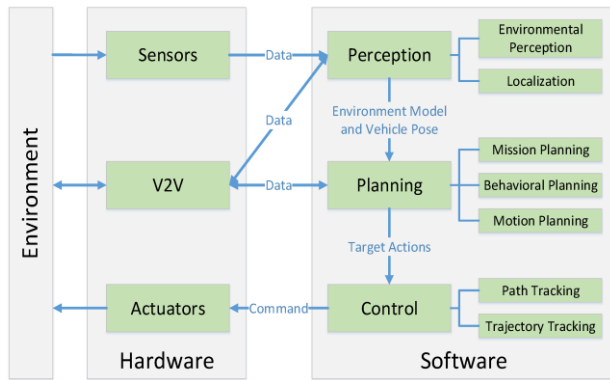 Environment
Sensors
Data
Perception
Environmental
Perception
Localization
Data
Environment Model
and Vehicle Pose
V2V
Data
Planning
Mission Planning
Behavioral Planning
Motion Planning
Target Actions
Actuators
Command
Control
Path Tracking
Trajectory Tracking
Hardware
Software